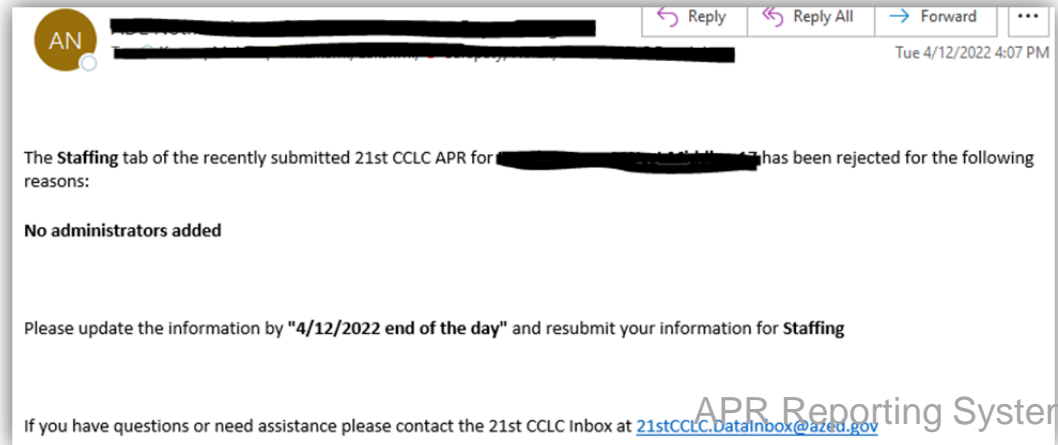 AN
Reply
Reply All
Forward
Tue 4/12/2022 4:07 PM
The Staffing tab of the recently submitted 21st CCLC APR for has been rejected for the following
reasons:
No administrators added
Please update the information by "4/12/2022 end of the day" and resubmit your information for Staffing
If you have questions or need assistance please contact the 21st CCLC Inbox at 21stCCLC.DataInbox@azed.gov
APR Reporting Syster